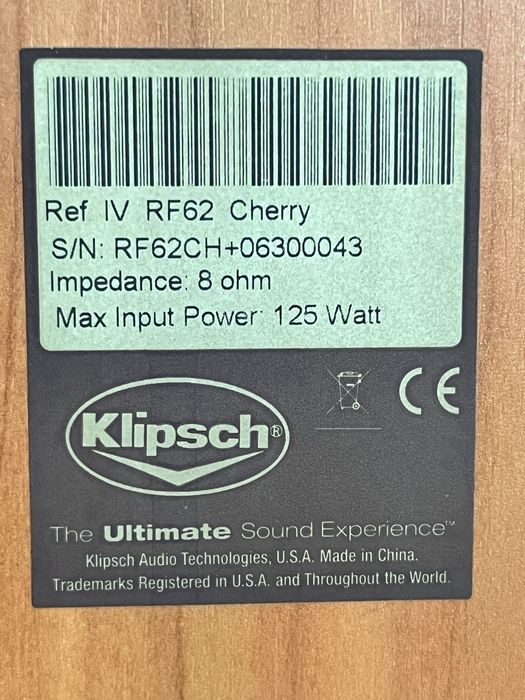 Ref IV RF62 Cherry
S/N: RF62CH+06300043
Impedance: 8 ohm
Max Input Power: 125 Watt
Klipsch®
CE
The Ultimate Sound Experience™
Klipsch Audio Technologies, U.S.A. Made in China.
Trademarks Registered in U.S.A. and Throughout the World.